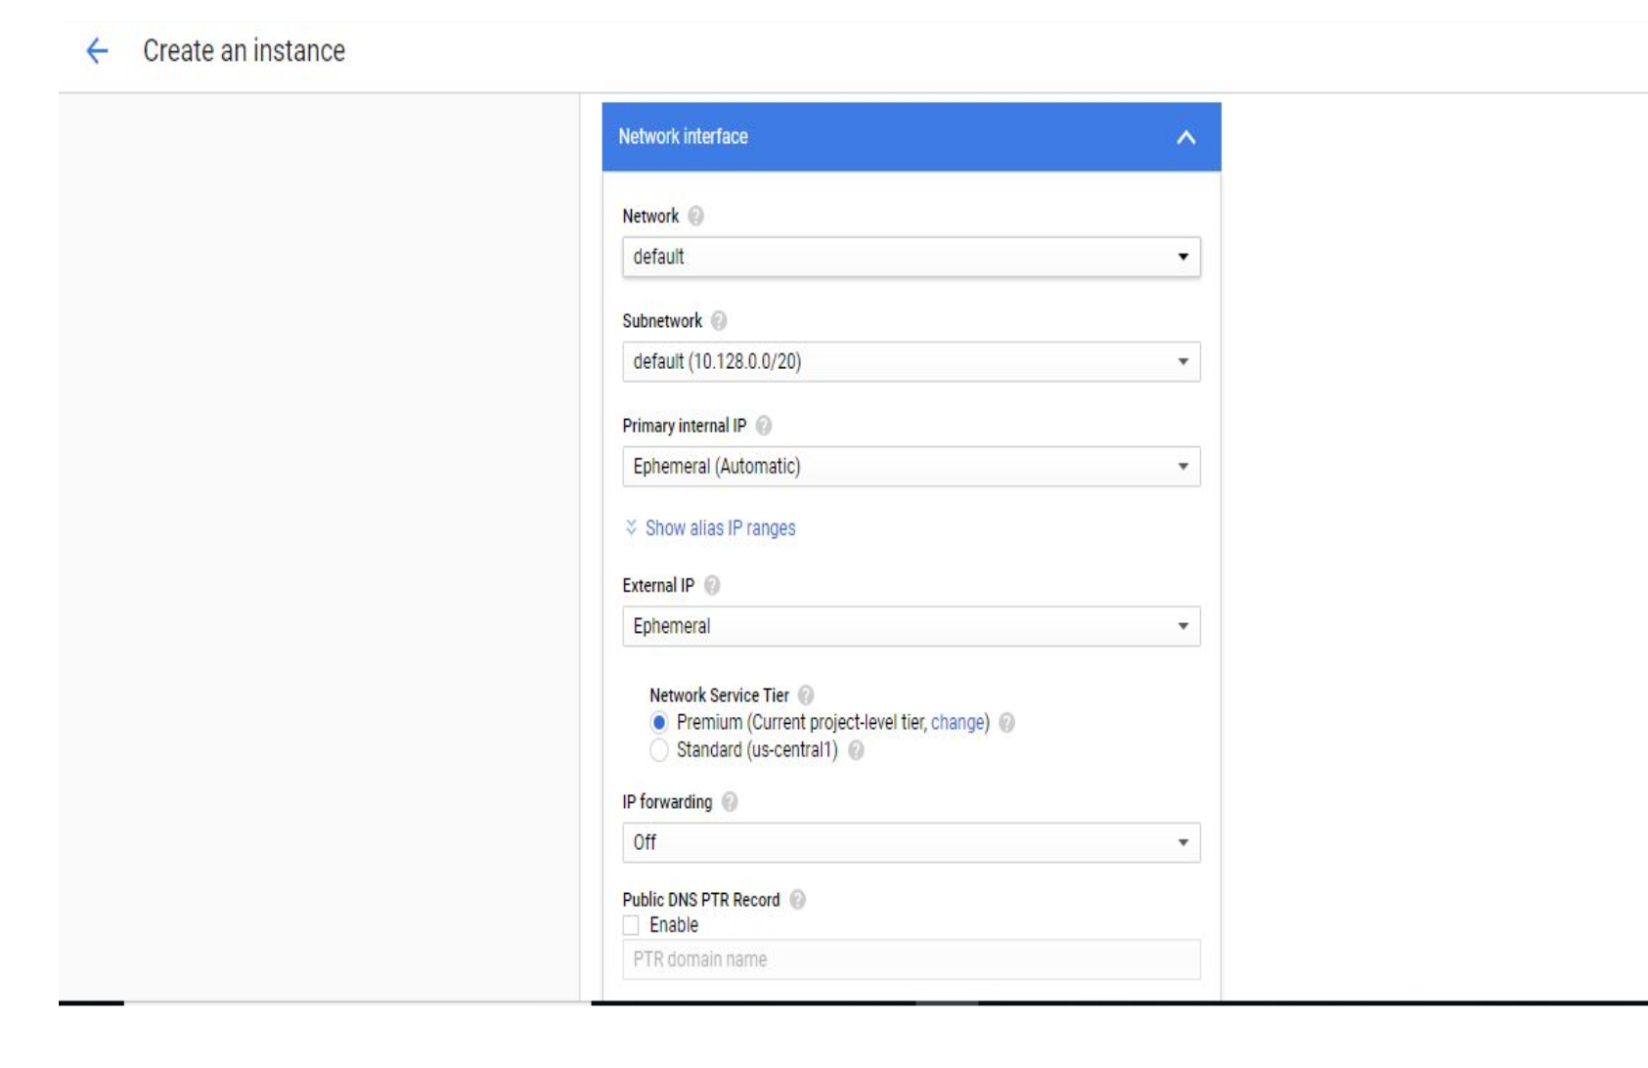 Create an instance
Network interface
Network
default
Subnetwork
default (10.128.0.0/20)
Primary internal IP
Ephemeral (Automatic)
Show alias IP ranges
External IP
Ephemeral
Network Service Tier
Premium (Current project-level tier, change)
Standard (us-central1)
IP forwarding
Off
Public DNS PTR Record
Enable
PTR domain name